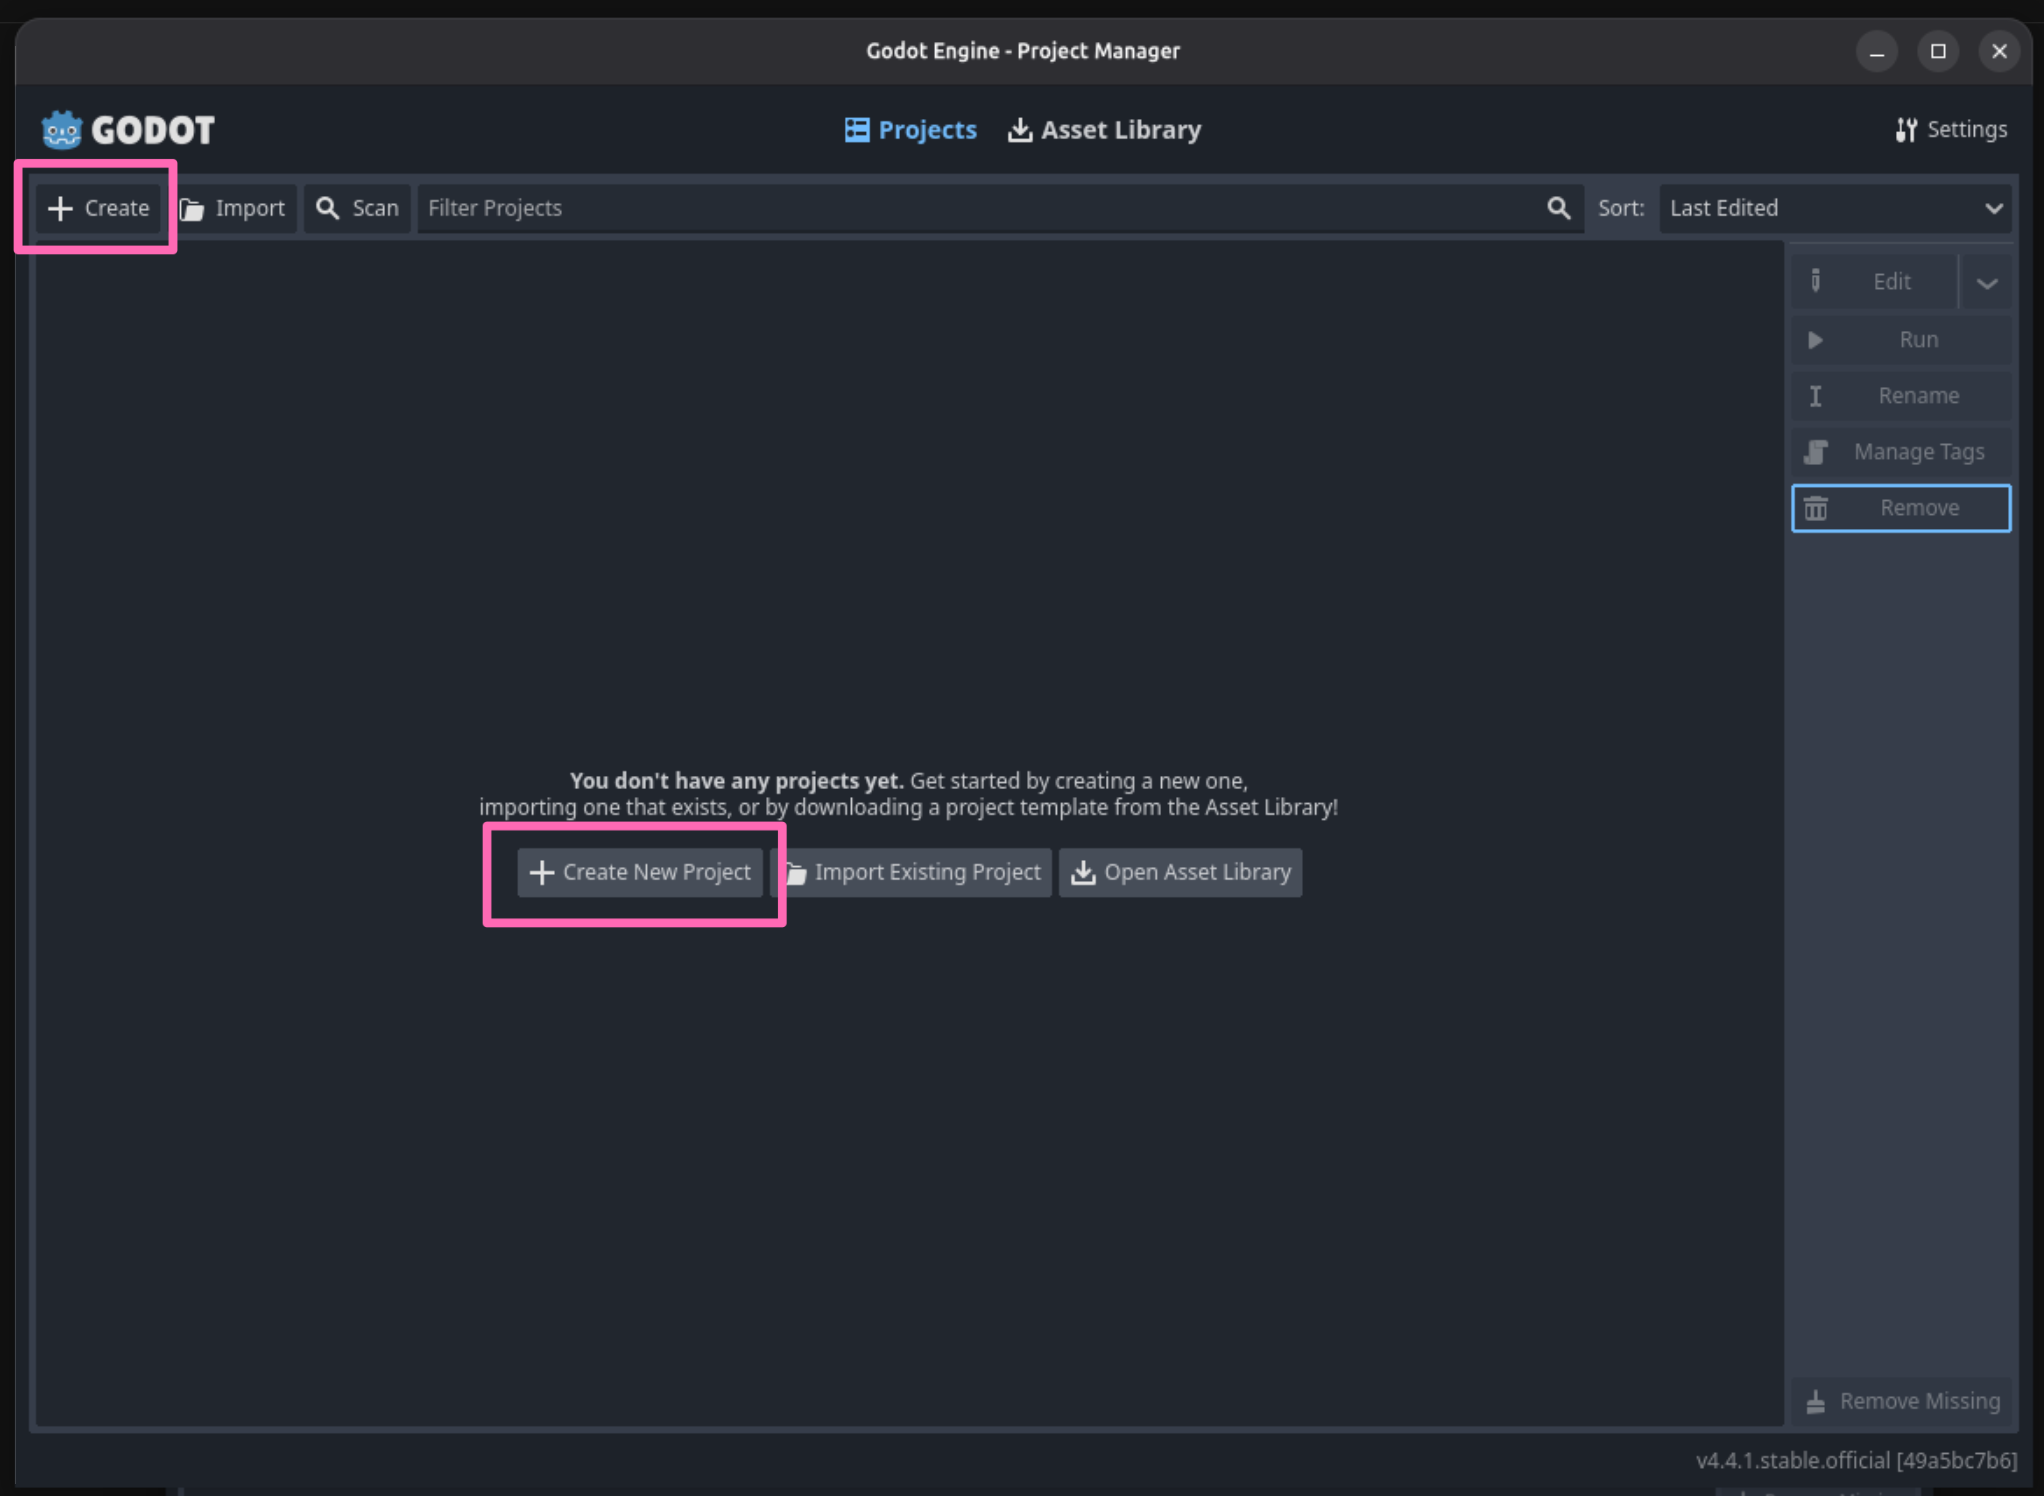 Godot Engine - Project Manager
GODOT
Projects
Asset Library
Settings
Create
Import
Scan
Filter Projects
Sort:
Last Edited
Edit
Run
Rename
Manage Tags
Remove
You don't have any projects yet. Get started by creating a new one,
importing one that exists, or by downloading a project template from the Asset Library!
Create New Project
Import Existing Project
Open Asset Library
Remove Missing
v4.4.1.stable.official [49a5bc7b6]